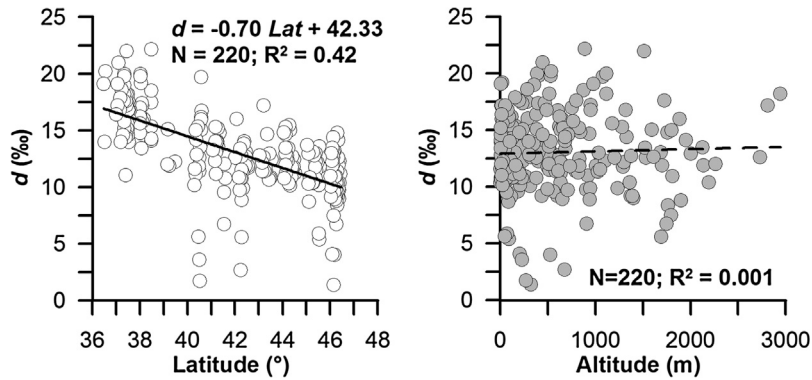 d = -0.70 Lat + 42.33
N = 220; R² = 0.42
25
20
15
10
5
0
d (‰)
36 38 40 42 44 46 48
Latitude (°)
25
20
15
10
5
0
d (‰)
N=220; R² = 0.001
0 1000 2000 3000
Altitude (m)